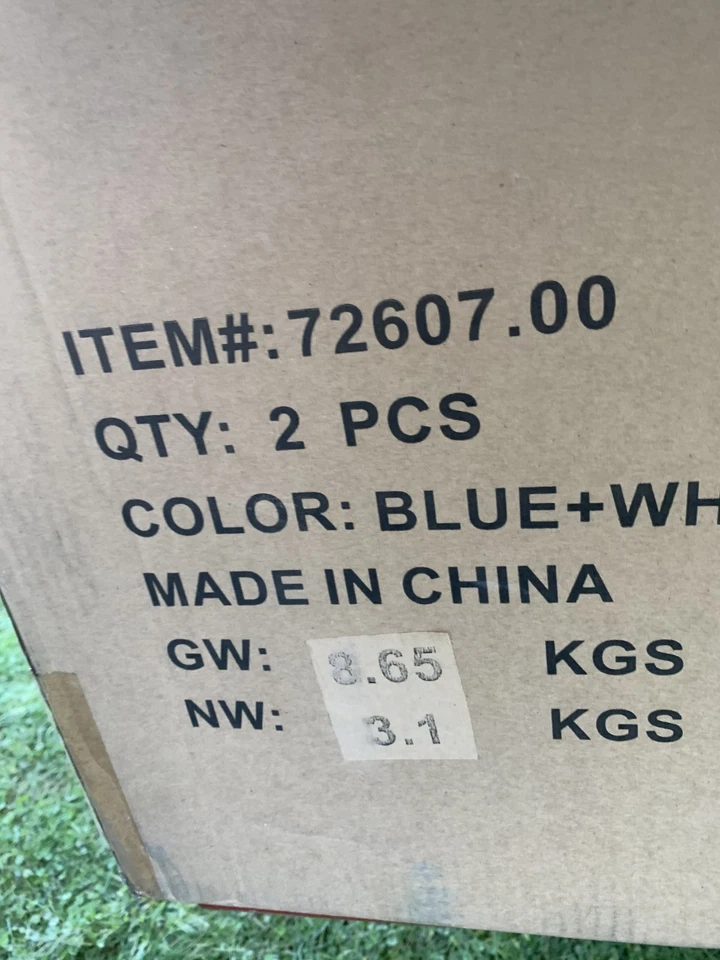 ITEM#:72607.00
QTY: 2 PCS
COLOR: BLUE+WH
MADE IN CHINA
GW: 8.65 KGS
NW: 3.1 KGS